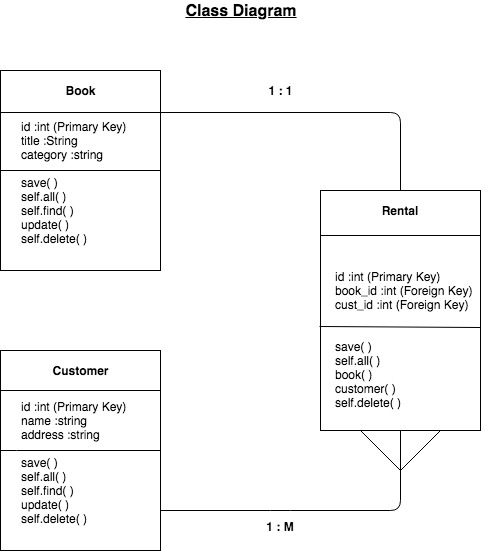 Class Diagram
Book
id :int (Primary Key)
title :String
category :string
save( )
self.all( )
self.find( )
update( )
self.delete( )
1 : 1
Rental
id :int (Primary Key)
book_id :int (Foreign Key)
cust_id :int (Foreign Key)
save( )
self.all( )
book( )
customer( )
self.delete( )
Customer
id :int (Primary Key)
name :string
address :string
save( )
self.all( )
self.find( )
update( )
self.delete( )
1 : M